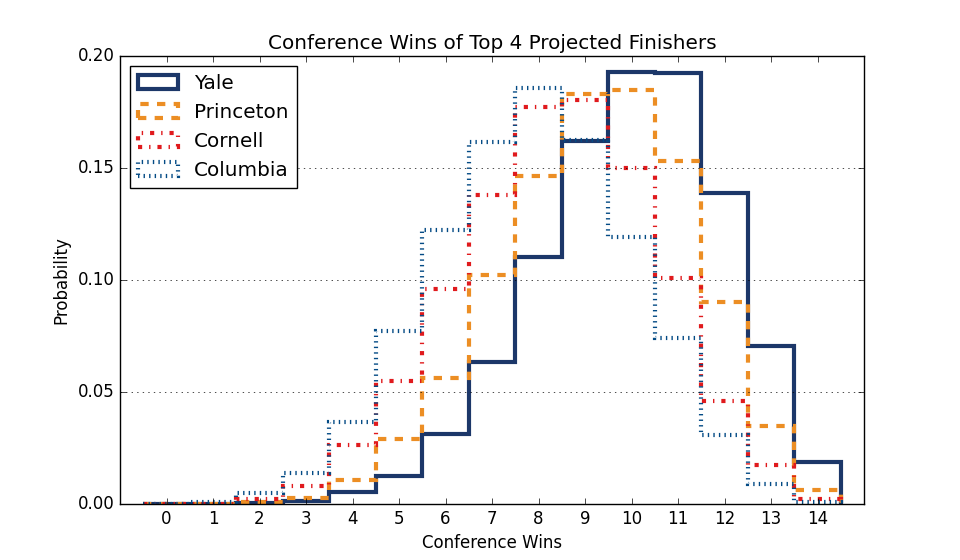 Conference Wins of Top 4 Projected Finishers
0.20
0.15
0.10
0.05
0.00
Probability
Yale
Princeton
Cornell
Columbia
0 1 2 3 4 5 6 7 8 9 10 11 12 13 14
Conference Wins